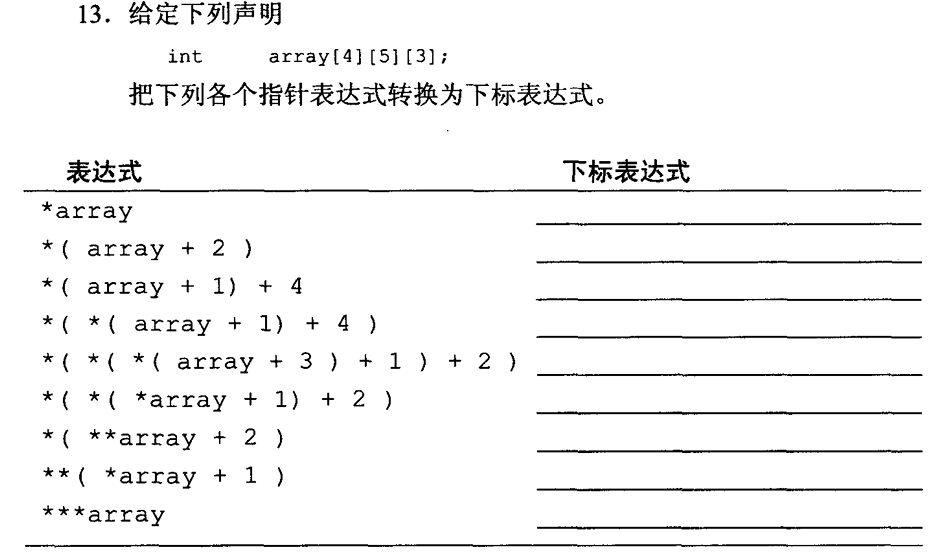 13. 给定下列声明
int array[4][5][3];
把下列各个指针表达式转换为下标表达式。
表达式 下标表达式
*array
*( array + 2 )
*( array + 1) + 4
*( *( array + 1) + 4 )
*( *( *( array + 3 ) + 1 ) + 2 )
*( *( *array + 1) + 2 )
*( **array + 2 )
**( *array + 1 )
***array